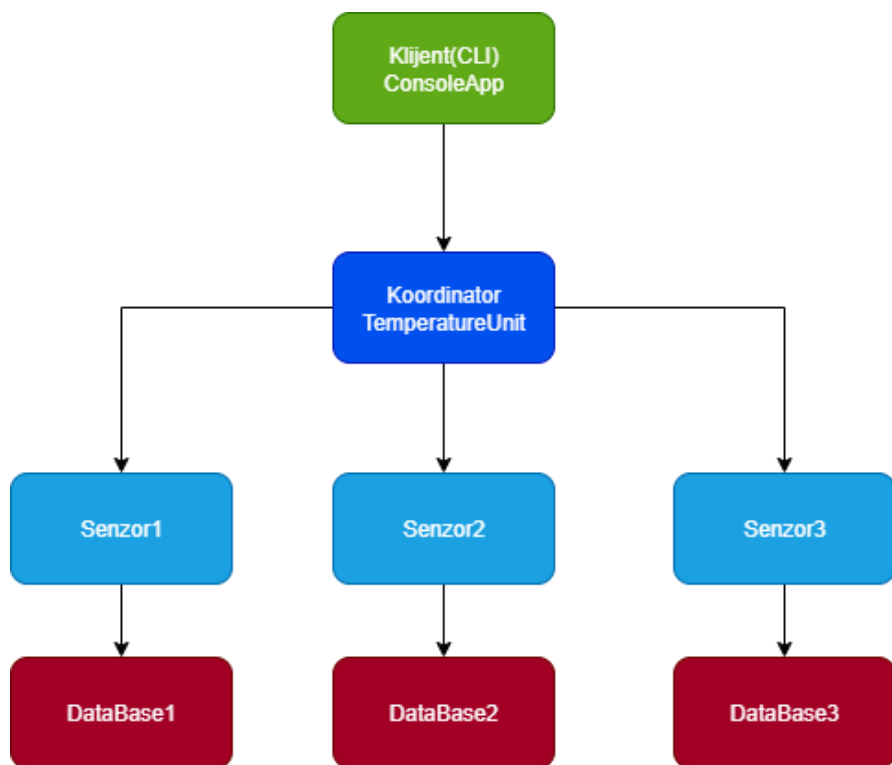 Klijent(CLI)
ConsoleApp
Koordinator
TemperatureUnit
Senzor1
Senzor2
Senzor3
DataBase1
DataBase2
DataBase3